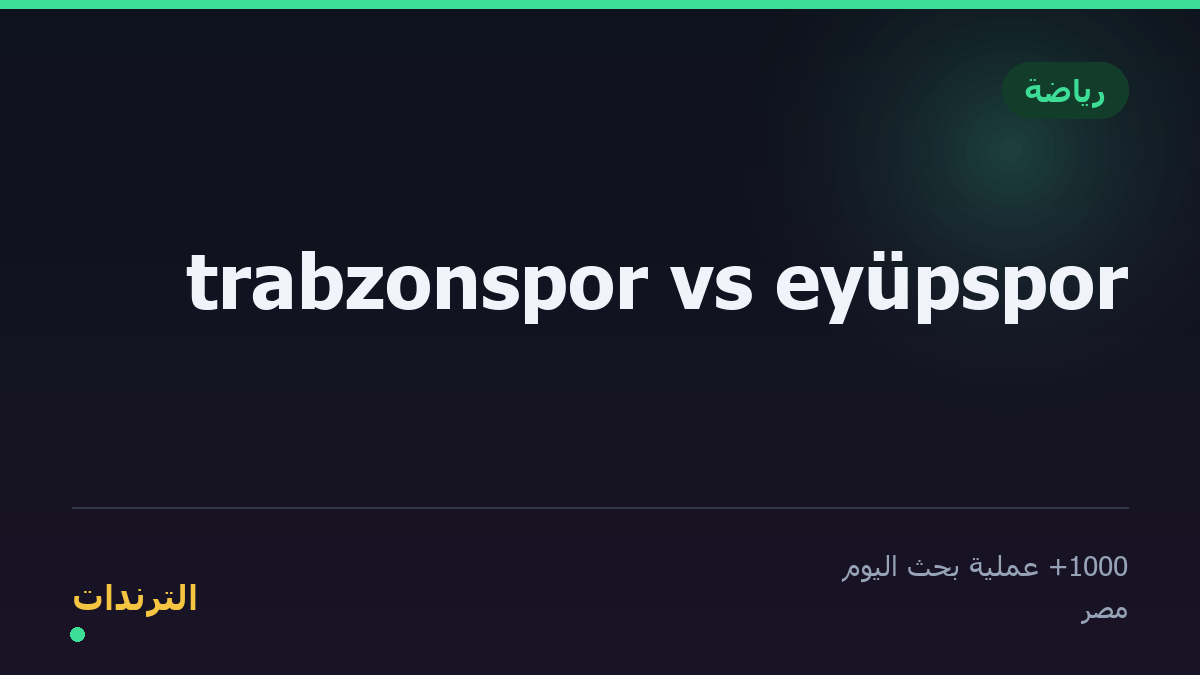 رياضة
trabzonspor vs eyüpspor
1000+ عملية بحث اليوم
مصر
الترندات